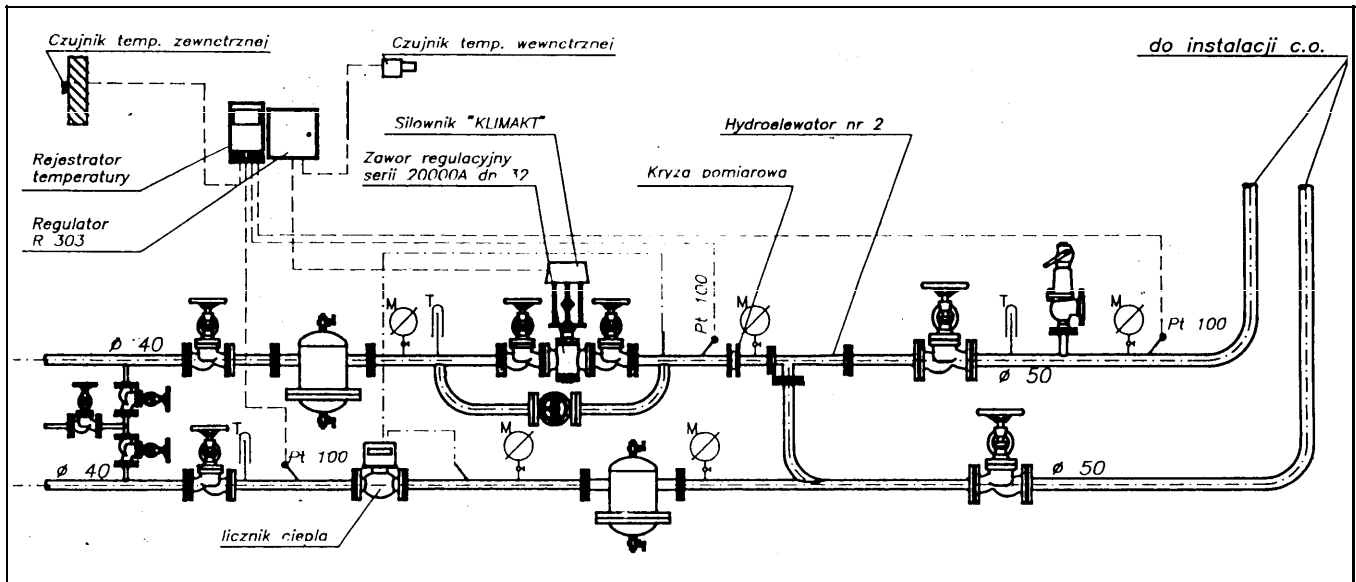 Czujnik temp. zewnctrznej
Czujnik temp. wewnctrznej
do instalacji c.o.
Silownik "KLIMAKT"
Hydroelewator nr 2
Rejestrator
temperatury
Zawor regulacyjny
serii 20000A dn 32
Kryza pomiarowa
Regulator
R 303
Pt 100
M
T
M
T
M
Pt 100
ø 40
ø 50
T
M
M
ø 40
Pt 100
ø 50
licznik ciepla